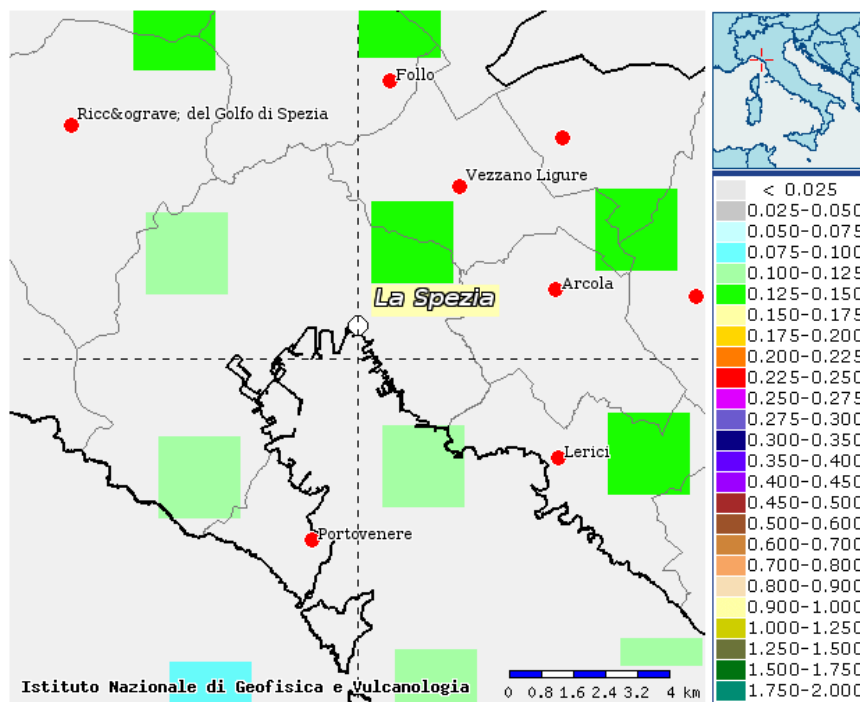 Follo
Ricc&ograve; del Golfo di Spezia
Vezzano Ligure
Arcola
La Spezia
Lerici
Portovenere
Istituto Nazionale di Geofisica e Vulcanologia
0 0.8 1.6 2.4 3.2 4 km
< 0.025
0.025-0.050
0.050-0.075
0.075-0.100
0.100-0.125
0.125-0.150
0.150-0.175
0.175-0.200
0.200-0.225
0.225-0.250
0.250-0.275
0.275-0.300
0.300-0.350
0.350-0.400
0.400-0.450
0.450-0.500
0.500-0.600
0.600-0.700
0.700-0.800
0.800-0.900
0.900-1.000
1.000-1.250
1.250-1.500
1.500-1.750
1.750-2.000